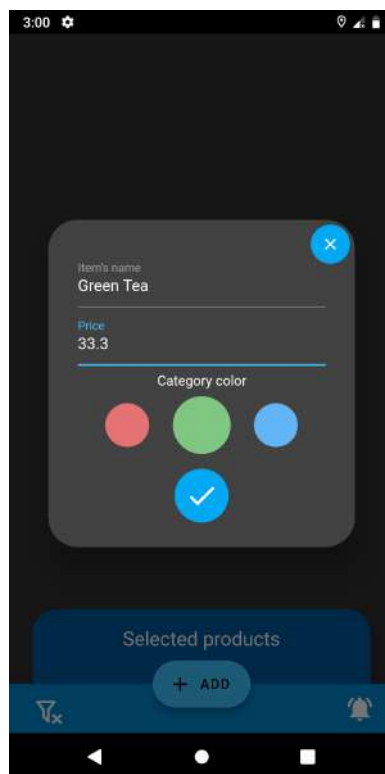 3:00
Item's name
Green Tea
Price
33.3
Category color
Selected products
+ ADD